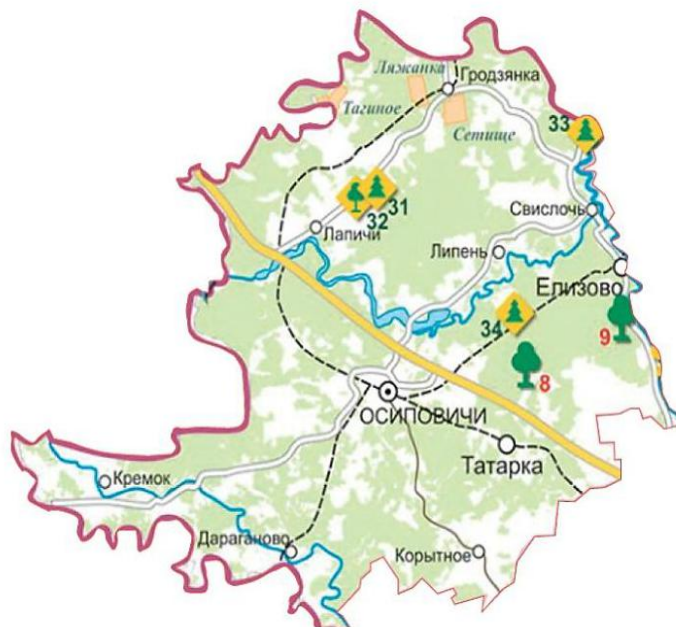 Ляжанка
Гродзянка
Тагиное
Сетище
33
31
32
Свислочь
Лапичи
Липень
Елизово
34
9
8
ОСИПОВИЧИ
Татарка
Кремок
Дараганово
Корытное